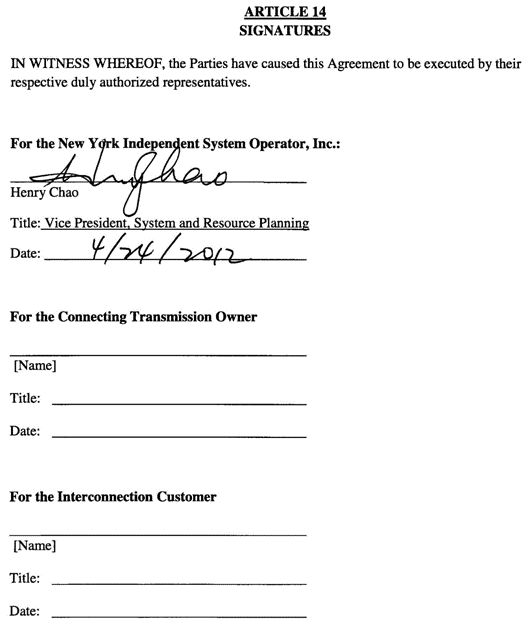 ARTICLE 14
SIGNATURES
IN WITNESS WHEREOF, the Parties have caused this Agreement to be executed by their
respective duly authorized representatives.
For the New York Independent System Operator, Inc.:
Henry Chao
Henry Chao
Title: Vice President, System and Resource Planning
Date: 4/24/2012
For the Connecting Transmission Owner
[Name]
Title:
Date:
For the Interconnection Customer
[Name]
Title:
Date: